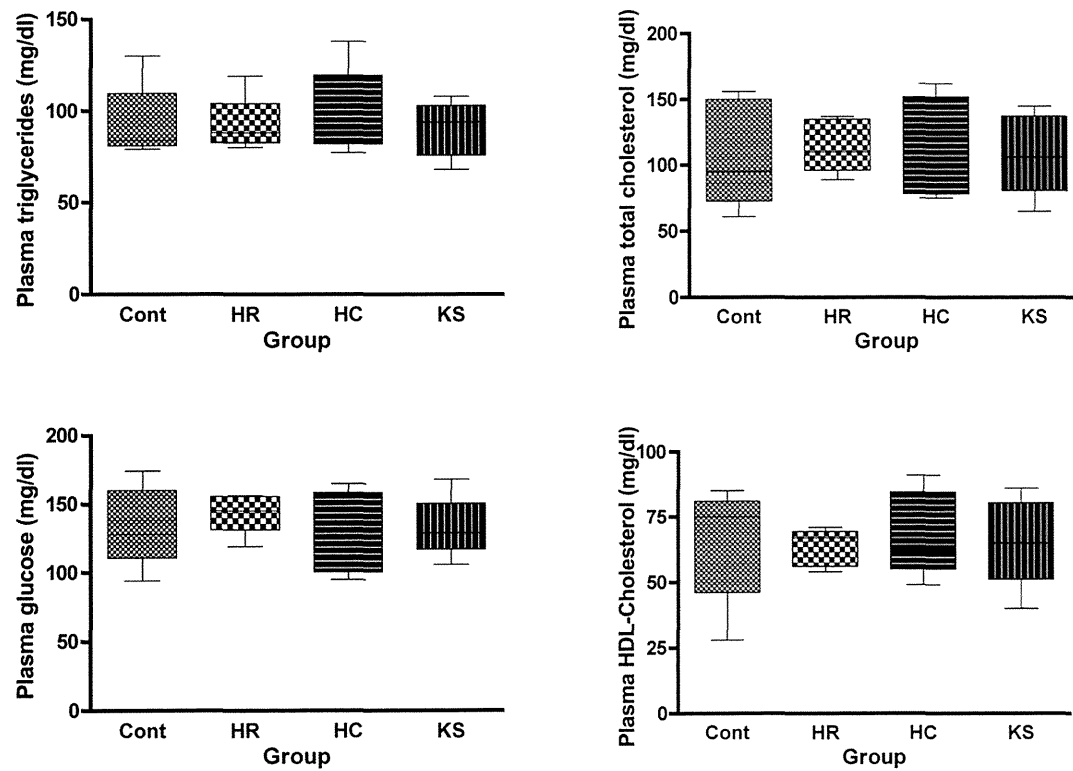 Plasma triglycerides (mg/dl)
150
100
50
0
Cont HR HC KS
Group
Plasma total cholesterol (mg/dl)
200
150
100
50
0
Cont HR HC KS
Group
Plasma glucose (mg/dl)
200
150
100
50
0
Cont HR HC KS
Group
Plasma HDL-Cholesterol (mg/dl)
100
75
50
25
0
Cont HR HC KS
Group